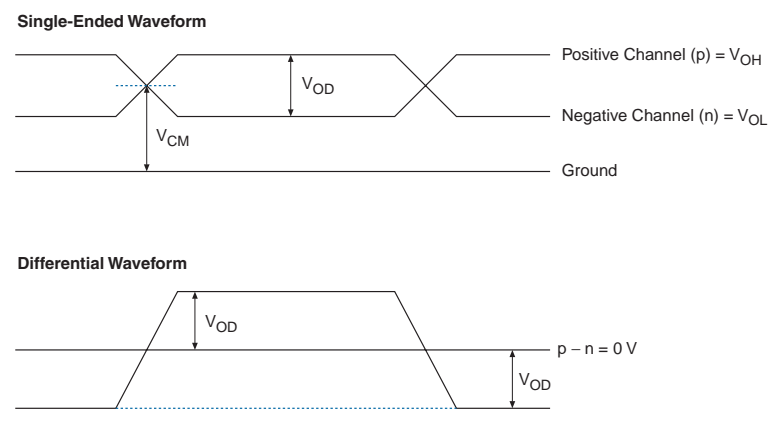 Single-Ended Waveform
Positive Channel (p) = VOH
VOD
Negative Channel (n) = VOL
VCM
Ground
Differential Waveform
VOD
p − n = 0 V
VOD